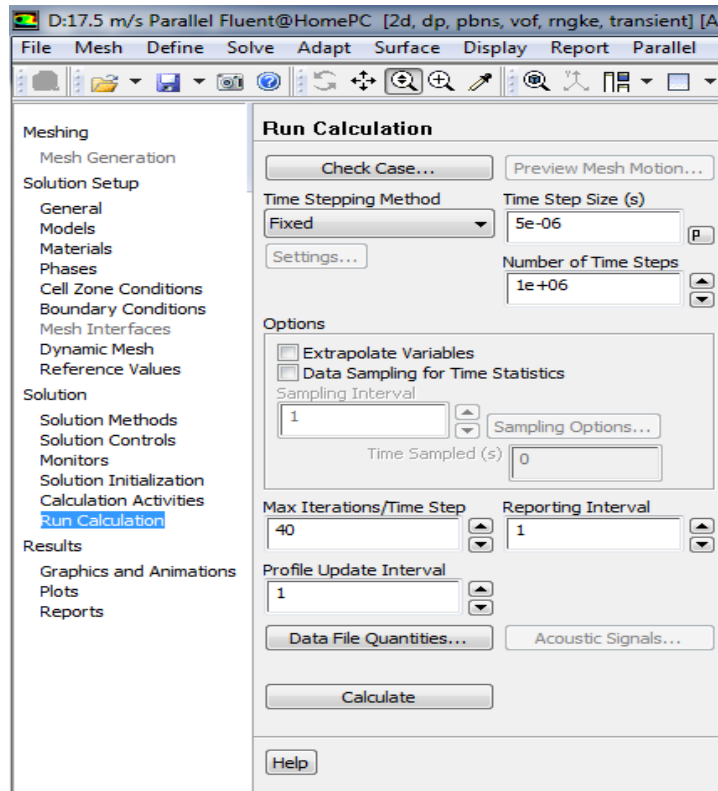 D:17.5 m/s Parallel Fluent@HomePC [2d, dp, pbns, vof, rngke, transient] [A
File Mesh Define Solve Adapt Surface Display Report Parallel
Meshing
Mesh Generation
Solution Setup
General
Models
Materials
Phases
Cell Zone Conditions
Boundary Conditions
Mesh Interfaces
Dynamic Mesh
Reference Values
Solution
Solution Methods
Solution Controls
Monitors
Solution Initialization
Calculation Activities
Run Calculation
Results
Graphics and Animations
Plots
Reports
Run Calculation
Check Case... Preview Mesh Motion...
Time Stepping Method Time Step Size (s)
Fixed 5e-06
P
Settings... Number of Time Steps
1e+06
Options
Extrapolate Variables
Data Sampling for Time Statistics
Sampling Interval
1 Sampling Options...
Time Sampled (s) 0
Max Iterations/Time Step Reporting Interval
40 1
Profile Update Interval
1
Data File Quantities... Acoustic Signals...
Calculate
Help